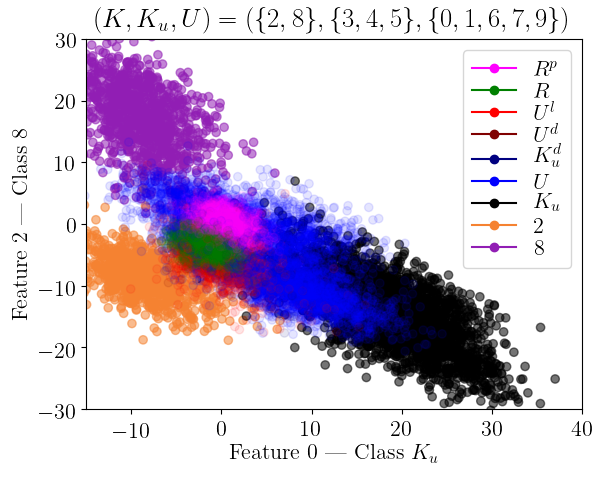 (K, K_u, U) = ({2, 8}, {3, 4, 5}, {0, 1, 6, 7, 9})
30
20
10
0
−10
−20
−30
Feature 2 — Class 8
R^p
R
U^l
U^d
K_u^d
U
K_u
2
8
−10
0
10
20
30
40
Feature 0 — Class K_u